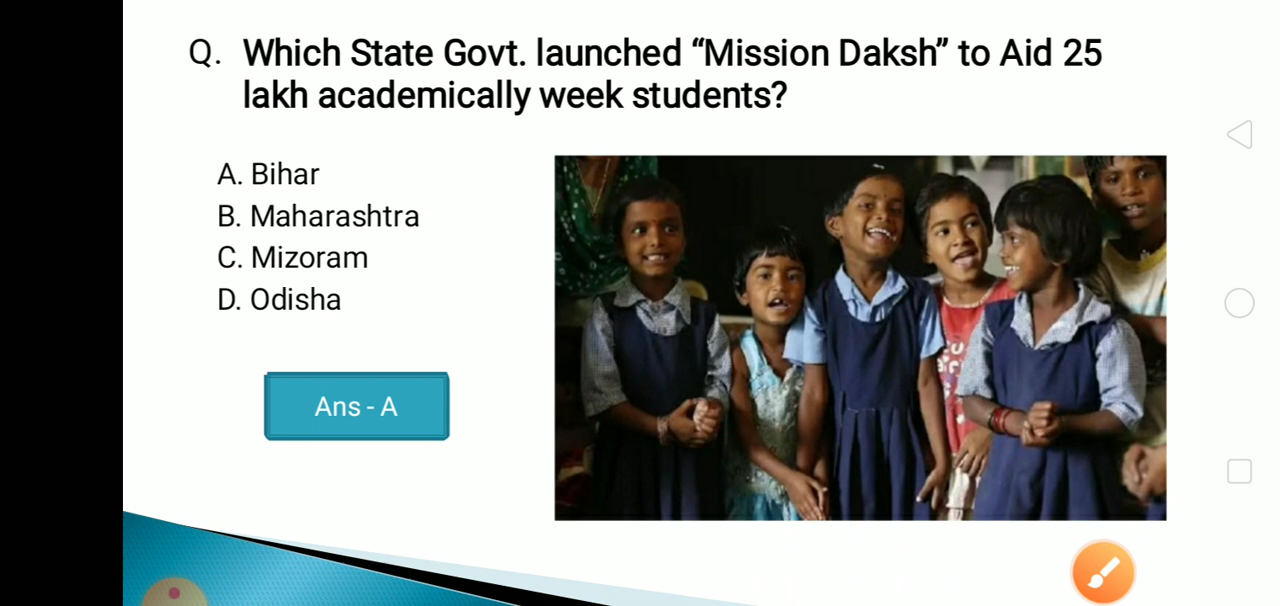 Q. Which State Govt. launched “Mission Daksh” to Aid 25
lakh academically week students?
A. Bihar
B. Maharashtra
C. Mizoram
D. Odisha
Ans - A